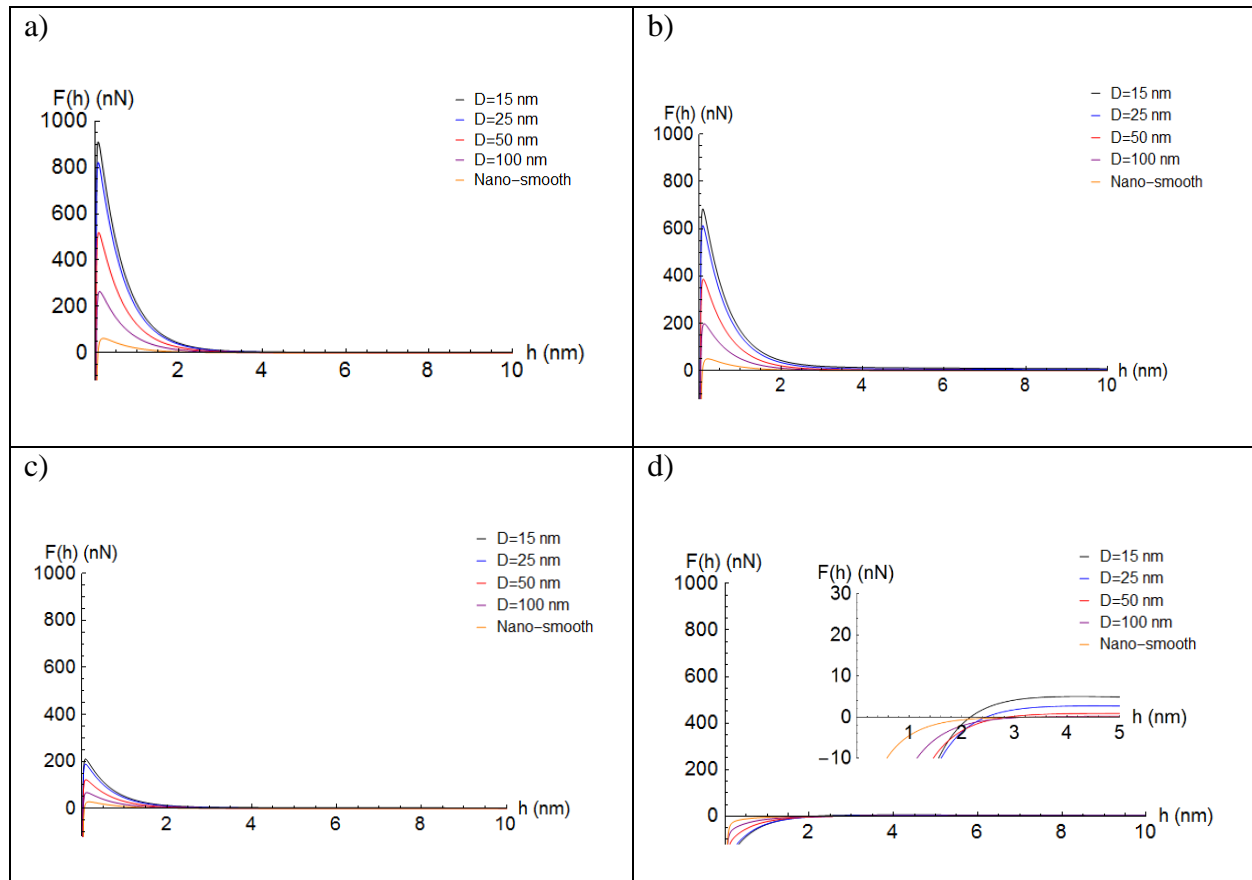 a)
F(h) (nN)
D=15 nm
D=25 nm
D=50 nm
D=100 nm
Nano−smooth
1000
800
600
400
200
0
2 4 6 8 10
h (nm)
b)
F(h) (nN)
D=15 nm
D=25 nm
D=50 nm
D=100 nm
Nano−smooth
1000
800
600
400
200
0
2 4 6 8 10
h (nm)
c)
F(h) (nN)
D=15 nm
D=25 nm
D=50 nm
D=100 nm
Nano−smooth
1000
800
600
400
200
0
2 4 6 8 10
h (nm)
d)
F(h) (nN)
D=15 nm
D=25 nm
D=50 nm
D=100 nm
Nano−smooth
1000
800
600
400
200
0
2 4 6 8 10
h (nm)
F(h) (nN)
30
20
10
0
−10
1 2 3 4 5
h (nm)